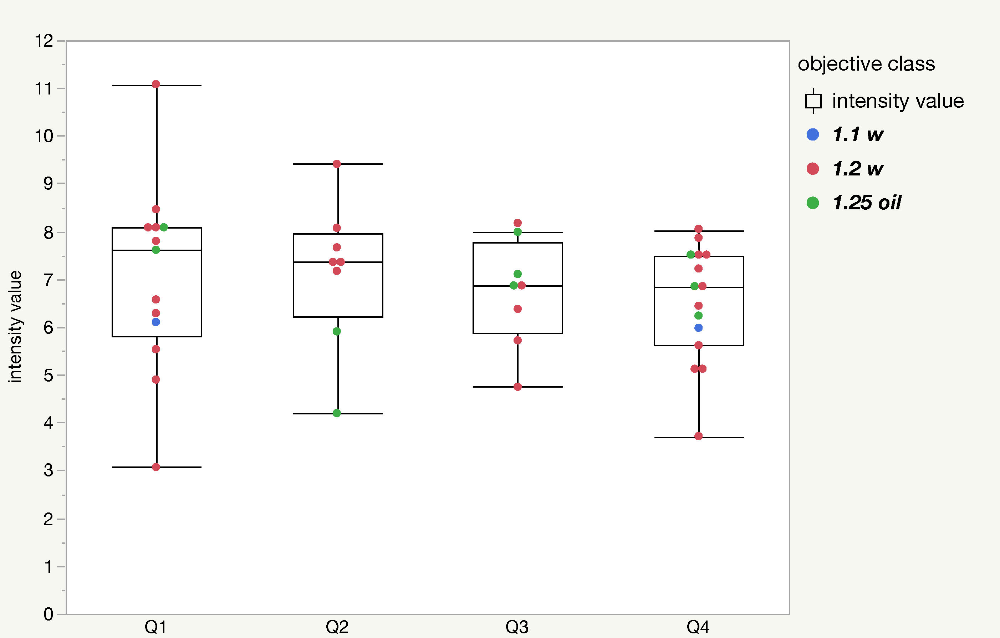 objective class
intensity value
1.1 w
1.2 w
1.25 oil
intensity value
12
11
10
9
8
7
6
5
4
3
2
1
0
Q1 Q2 Q3 Q4